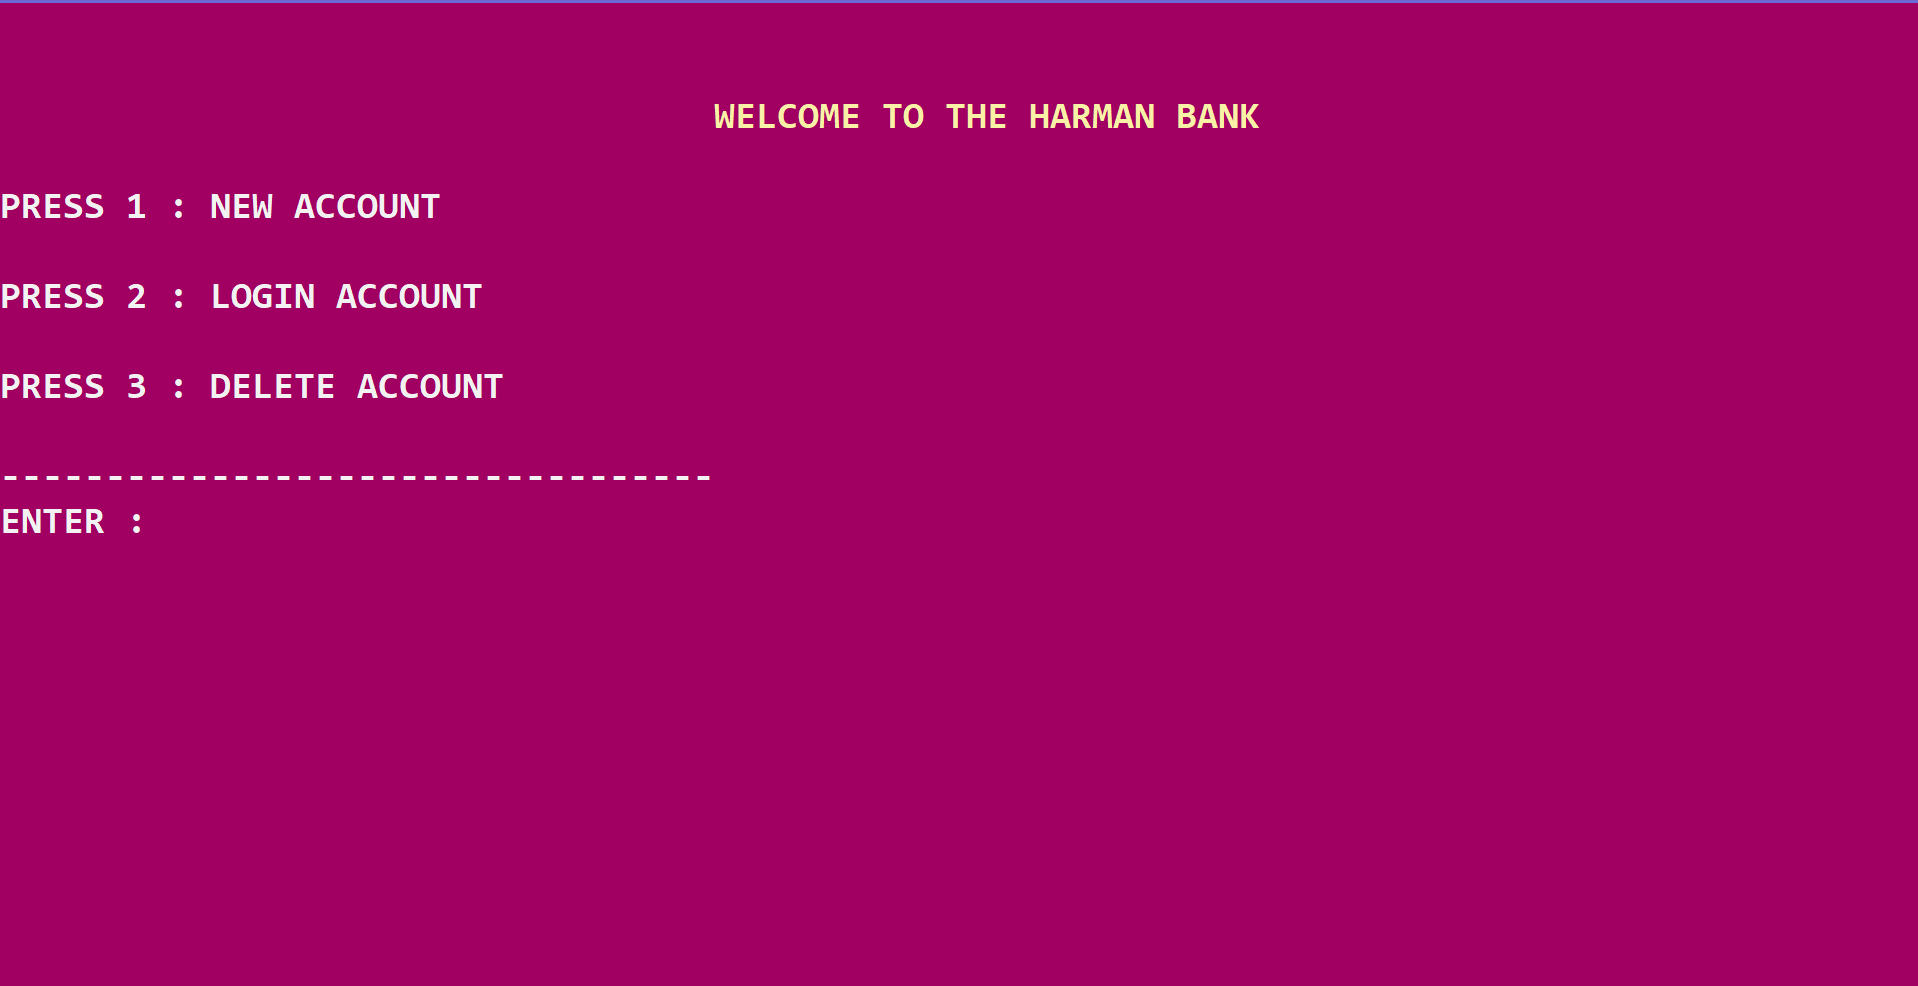 WELCOME TO THE HARMAN BANK
PRESS 1 : NEW ACCOUNT
PRESS 2 : LOGIN ACCOUNT
PRESS 3 : DELETE ACCOUNT
----------------------------------
ENTER :